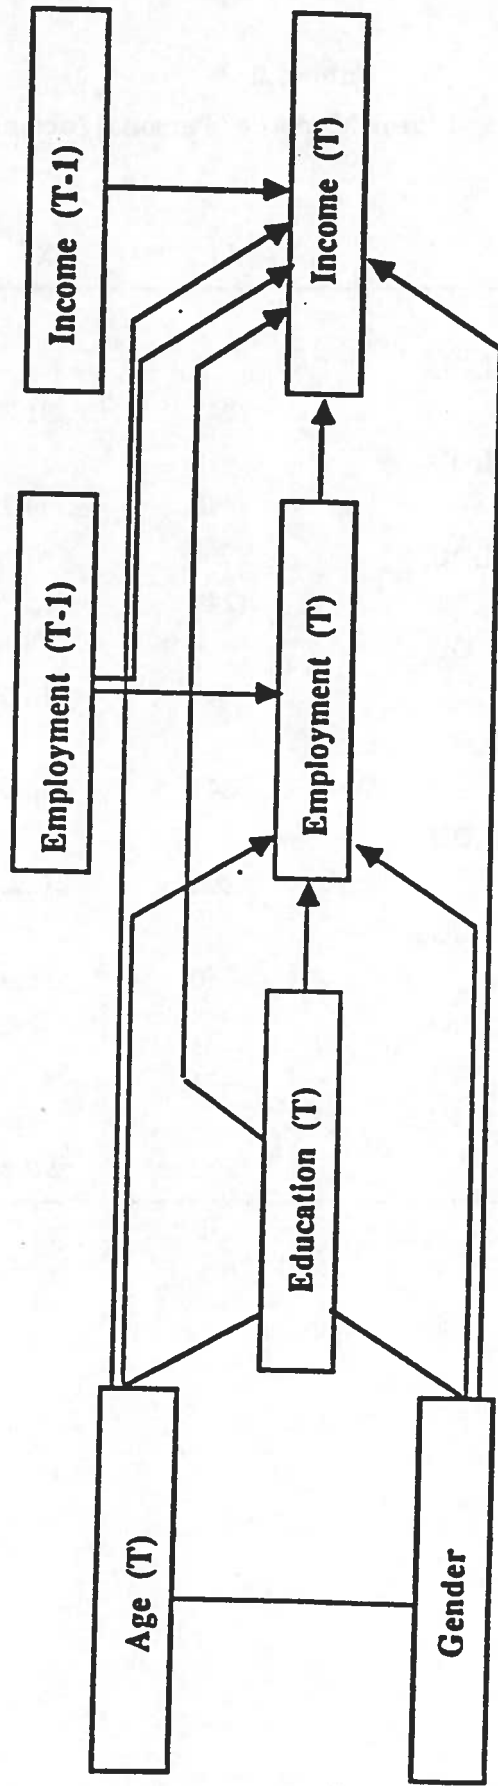 Income (T-1)
Employment (T-1)
Income (T)
Employment (T)
Education (T)
Age (T)
Gender